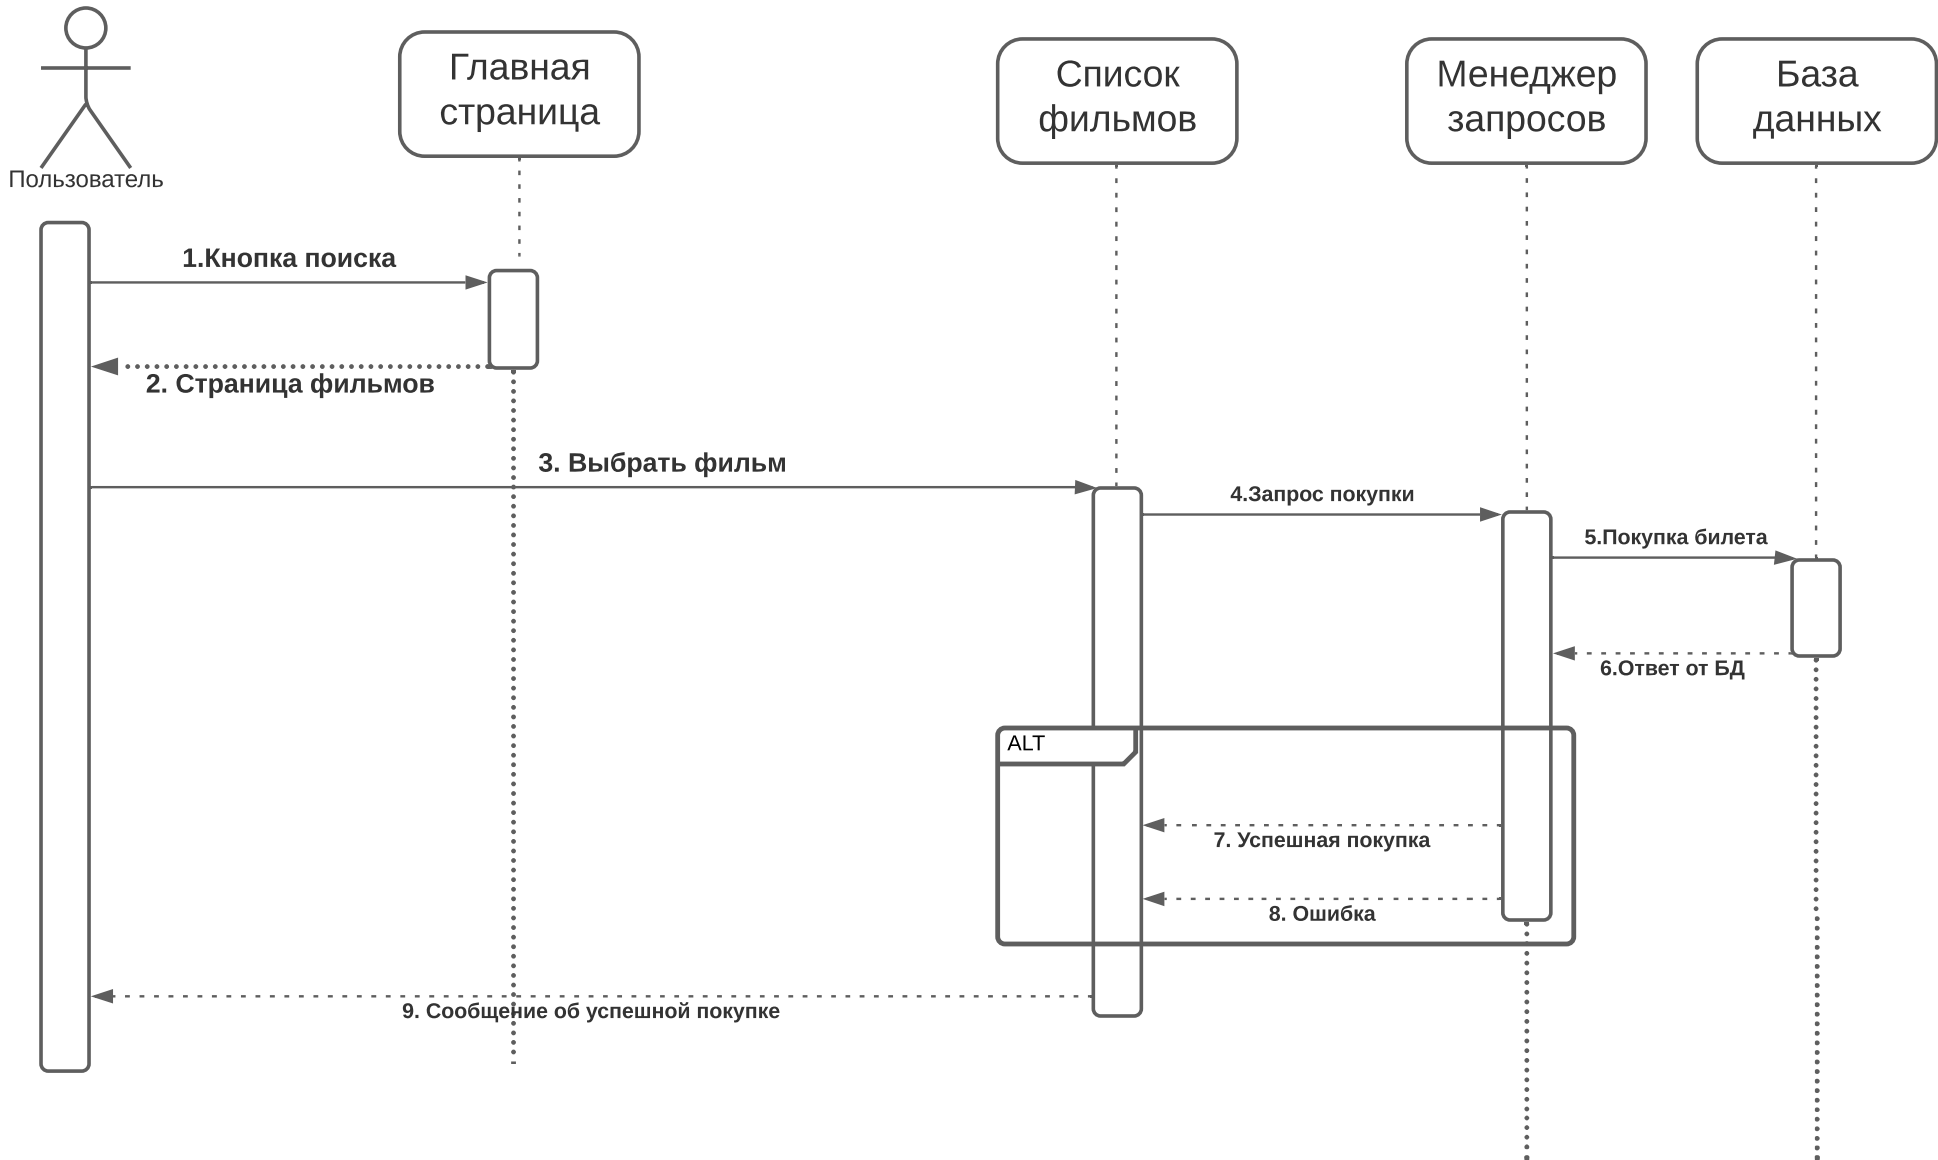 Главная
страница
Список
фильмов
Менеджер
запросов
База
данных
Пользователь
1.Кнопка поиска
2. Страница фильмов
3. Выбрать фильм
4.Запрос покупки
5.Покупка билета
6.Ответ от БД
ALT
7. Успешная покупка
8. Ошибка
9. Сообщение об успешной покупке